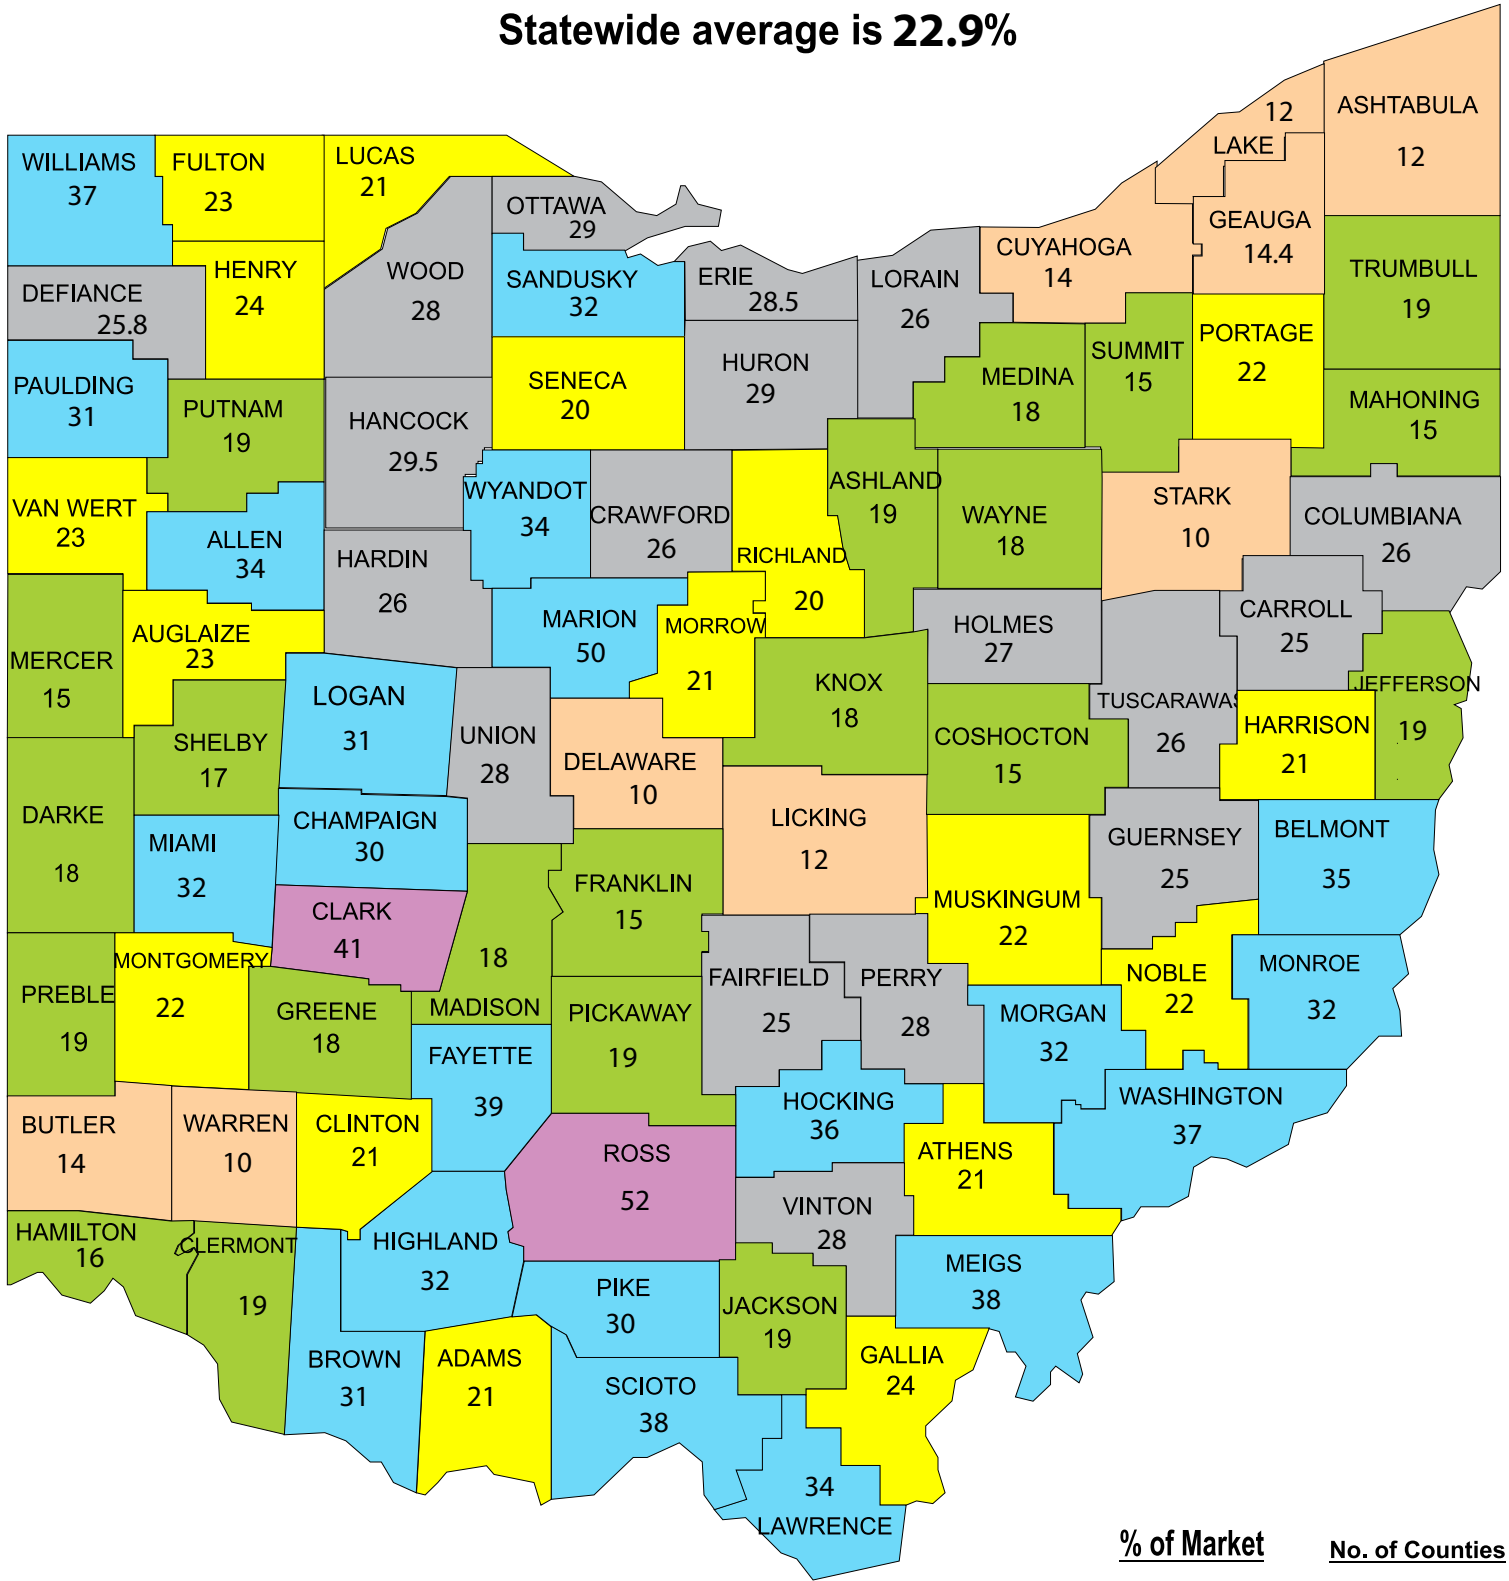 Statewide average is 22.9%
12
ASHTABULA
LAKE
12
WILLIAMS
37
FULTON
23
LUCAS
21
OTTAWA
29
GEAUGA
14.4
CUYAHOGA
14
TRUMBULL
19
HENRY
24
WOOD
28
SANDUSKY
32
ERIE
28.5
LORAIN
26
DEFIANCE
25.8
PORTAGE
22
SUMMIT
15
PAULDING
31
SENECA
20
HURON
29
MEDINA
18
MAHONING
15
PUTNAM
19
HANCOCK
29.5
VAN WERT
23
WYANDOT
34
CRAWFORD
26
ASHLAND
19
WAYNE
18
STARK
10
COLUMBIANA
26
ALLEN
34
HARDIN
26
RICHLAND
20
CARROLL
25
AUGLAIZE
23
MARION
50
MORROW
21
HOLMES
27
MERCER
15
LOGAN
31
KNOX
18
JEFFERSON
19
TUSCARAWAS
26
HARRISON
21
SHELBY
17
UNION
28
DELAWARE
10
COSHOCTON
15
DARKE
18
CHAMPAIGN
30
LICKING
12
GUERNSEY
25
BELMONT
35
MIAMI
32
FRANKLIN
15
MUSKINGUM
22
CLARK
41
18
MADISON
MONTGOMERY
22
FAIRFIELD
25
PERRY
28
NOBLE
22
MONROE
32
PREBLE
19
GREENE
18
PICKAWAY
19
MORGAN
32
FAYETTE
39
HOCKING
36
WASHINGTON
37
BUTLER
14
WARREN
10
CLINTON
21
ROSS
52
ATHENS
21
VINTON
28
HAMILTON
16
CLERMONT
19
HIGHLAND
32
MEIGS
38
PIKE
30
JACKSON
19
BROWN
31
ADAMS
21
GALLIA
24
SCIOTO
38
34
LAWRENCE
% of Market
No. of Counties